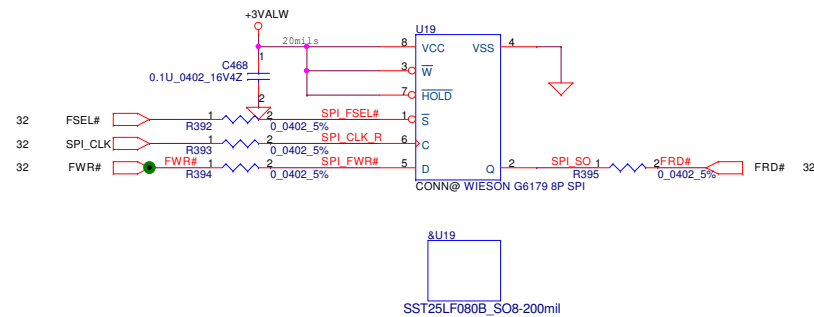 +3VALW
U19
20mils
1
C468
0.1U_0402_16V4Z
2
8 VCC VSS 4
3 W
7 HOLD
32 FSEL# 1 R392 2 0_0402_5% SPI_FSEL# 1 S
32 SPI_CLK 1 R393 2 0_0402_5% SPI_CLK_R 6 C
32 FWR# FWR# 1 R394 2 0_0402_5% SPI_FWR# 5 D Q 2 SPI_SO 1 R395 2 0_0402_5% FRD# FRD# 32
CONN@ WIESON G6179 8P SPI
&U19
SST25LF080B_SO8-200mil